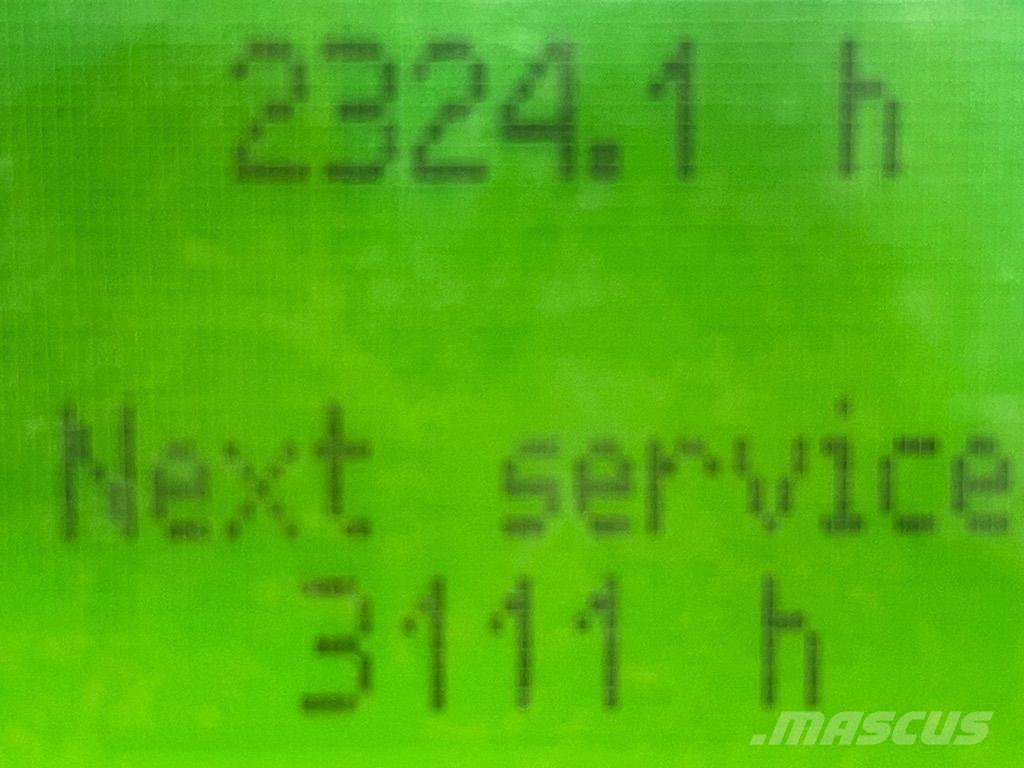 2324.1 h
Next service
3111 h
.mascus